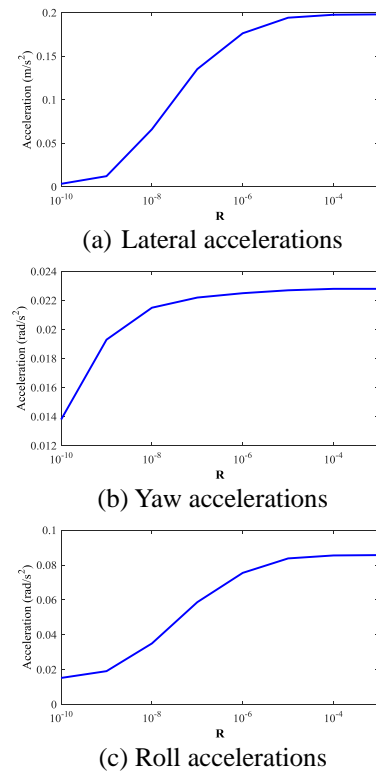 0.2
0.15
0.1
0.05
0
Acceleration (m/s²)
10⁻¹⁰ 10⁻⁸ 10⁻⁶ 10⁻⁴
R
(a) Lateral accelerations
0.024
0.022
0.02
0.018
0.016
0.014
0.012
Acceleration (rad/s²)
10⁻¹⁰ 10⁻⁸ 10⁻⁶ 10⁻⁴
R
(b) Yaw accelerations
0.1
0.08
0.06
0.04
0.02
0
Acceleration (rad/s²)
10⁻¹⁰ 10⁻⁸ 10⁻⁶ 10⁻⁴
R
(c) Roll accelerations